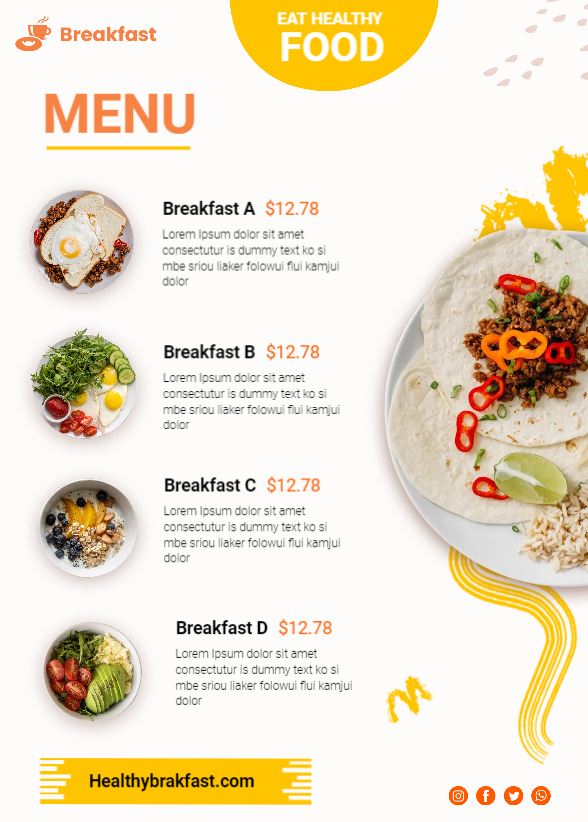 Breakfast
EAT HEALTHY
FOOD
MENU
Breakfast A $12.78
Lorem Ipsum dolor sit amet
consectutur is dummy text ko si
mbe sriou liaker folowui flui kamjui
dolor
Breakfast B $12.78
Lorem Ipsum dolor sit amet
consectutur is dummy text ko si
mbe sriou liaker folowui flui kamjui
dolor
Breakfast C $12.78
Lorem Ipsum dolor sit amet
consectutur is dummy text ko si
mbe sriou liaker folowui flui kamjui
dolor
Breakfast D $12.78
Lorem Ipsum dolor sit amet
consectutur is dummy text ko si
mbe sriou liaker folowui flui kamjui
dolor
Healthybrakfast.com